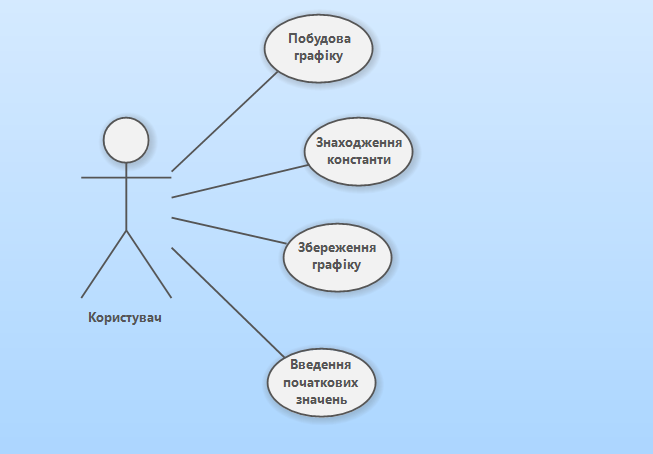 Побудова
графіку
Знаходження
константи
Збереження
графіку
Користувач
Введення
початкових
значень